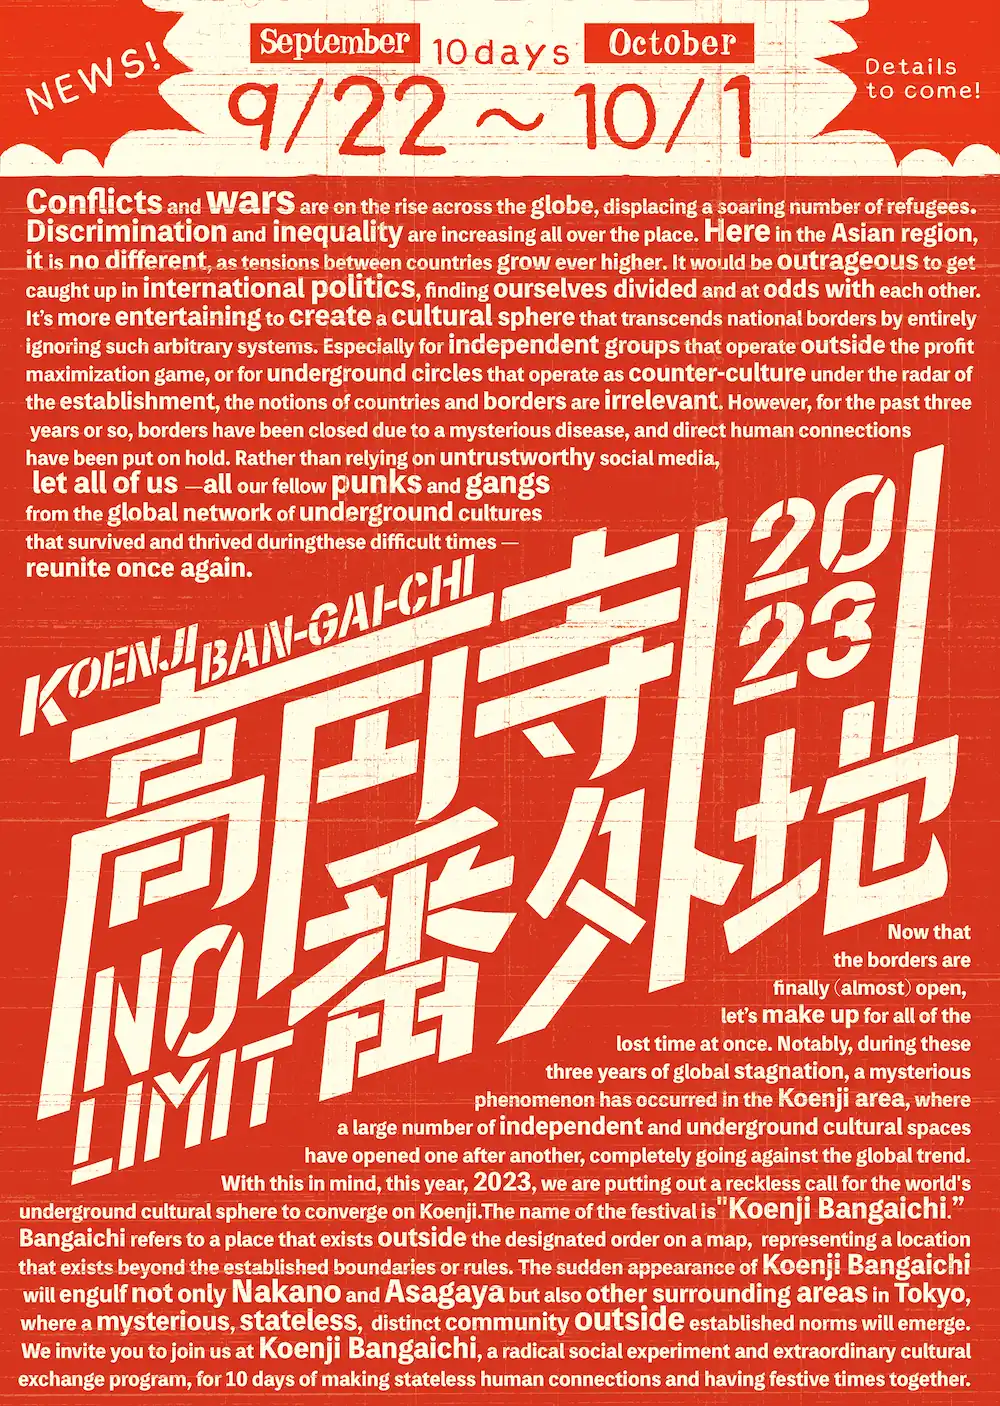 NEWS!
September 10days October
9/22～10/1
Details
to come!
Conflicts and wars are on the rise across the globe, displacing a soaring number of refugees.
Discrimination and inequality are increasing all over the place. Here in the Asian region,
it is no different, as tensions between countries grow ever higher. It would be outrageous to get
caught up in international politics, finding ourselves divided and at odds with each other.
It's more entertaining to create a cultural sphere that transcends national borders by entirely
ignoring such arbitrary systems. Especially for independent groups that operate outside the profit
maximization game, or for underground circles that operate as counter-culture under the radar of
the establishment, the notions of countries and borders are irrelevant. However, for the past three
years or so, borders have been closed due to a mysterious disease, and direct human connections
have been put on hold. Rather than relying on untrustworthy social media,
let all of us —all our fellow punks and gangs
from the global network of underground cultures
that survived and thrived duringthese difficult times —
reunite once again.
KOENJI BAN-GAI-CHI
高円寺
番外地
2023
NO
LIMIT
Now that
the borders are
finally（almost）open,
let's make up for all of the
lost time at once. Notably, during these
three years of global stagnation, a mysterious
phenomenon has occurred in the Koenji area, where
a large number of independent and underground cultural spaces
have opened one after another, completely going against the global trend.
With this in mind, this year, 2023, we are putting out a reckless call for the world's
underground cultural sphere to converge on Koenji.The name of the festival is "Koenji Bangaichi.”
Bangaichi refers to a place that exists outside the designated order on a map, representing a location
that exists beyond the established boundaries or rules. The sudden appearance of Koenji Bangaichi
will engulf not only Nakano and Asagaya but also other surrounding areas in Tokyo,
where a mysterious, stateless, distinct community outside established norms will emerge.
We invite you to join us at Koenji Bangaichi, a radical social experiment and extraordinary cultural
exchange program, for 10 days of making stateless human connections and having festive times together.